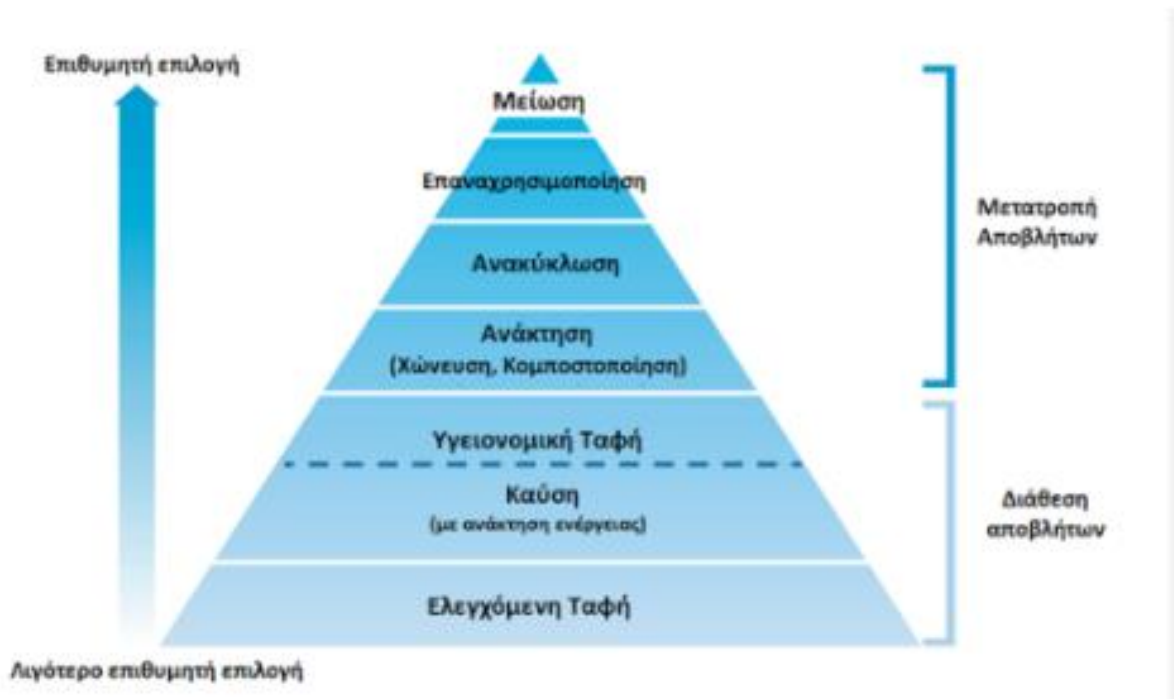 Επιθυμητή επιλογή
Μείωση
Επαναχρησιμοποίηση
Ανακύκλωση
Ανάκτηση
(Χώνευση, Κομποστοποίηση)
Υγειονομική Ταφή
Καύση
(με ανάκτηση ενέργειας)
Ελεγχόμενη Ταφή
Λιγότερο επιθυμητή επιλογή
Μετατροπή
Αποβλήτων
Διάθεση
αποβλήτων